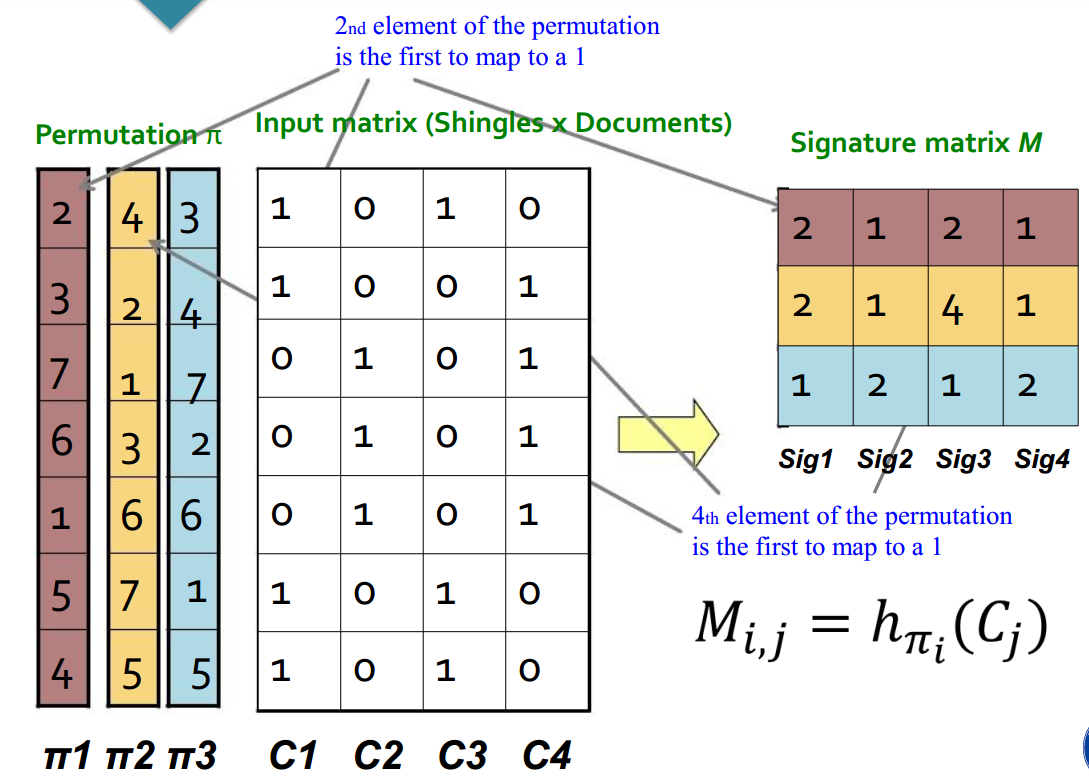 2nd element of the permutation
is the first to map to a 1
Permutation π
Input matrix (Shingles x Documents)
Signature matrix M
2 4 3 1 0 1 0
3 2 4 1 0 0 1
7 1 7 0 1 0 1
6 3 2 0 1 0 1
1 6 6 0 1 0 1
5 7 1 1 0 1 0
4 5 5 1 0 1 0
π1 π2 π3 C1 C2 C3 C4
2 1 2 1
2 1 4 1
1 2 1 2
Sig1 Sig2 Sig3 Sig4
4th element of the permutation
is the first to map to a 1
M_{i,j} = h_{π_i}(C_j)